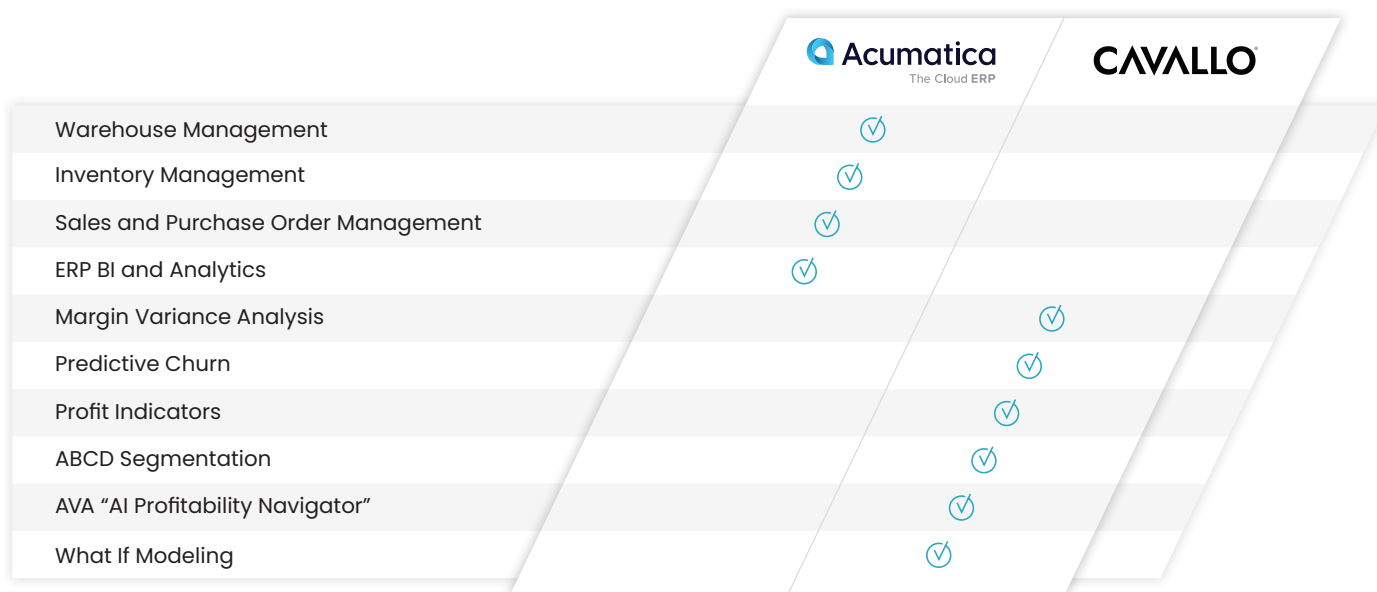 Acumatica
The Cloud ERP
CAVALLO
Warehouse Management
Inventory Management
Sales and Purchase Order Management
ERP BI and Analytics
Margin Variance Analysis
Predictive Churn
Profit Indicators
ABCD Segmentation
AVA “AI Profitability Navigator”
What If Modeling